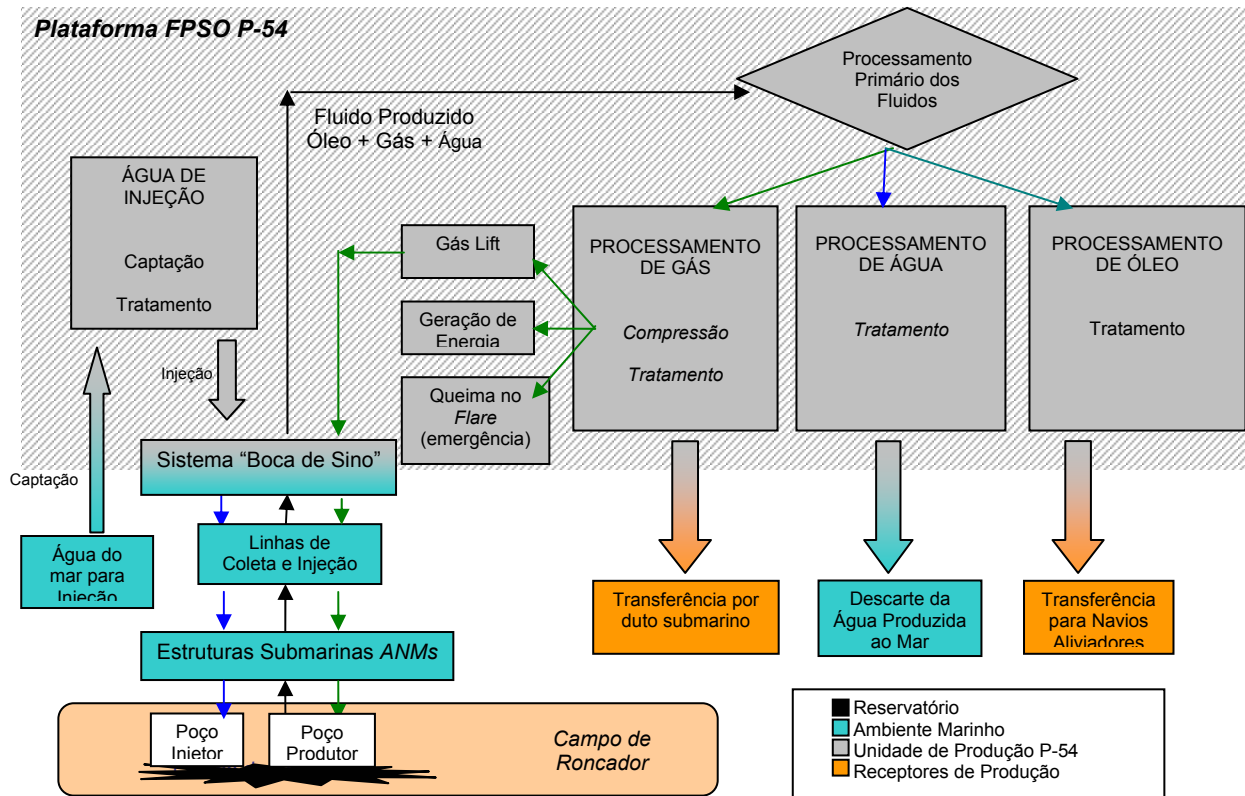 Plataforma FPSO P-54
Processamento
Primário dos
Fluidos
Fluido Produzido
Óleo + Gás + Água
ÁGUA DE
INJEÇÃO
Captação
Tratamento
Gás Lift
Geração de
Energia
Queima no
Flare
(emergência)
PROCESSAMENTO
DE GÁS
Compressão
Tratamento
PROCESSAMENTO
DE ÁGUA
Tratamento
PROCESSAMENTO
DE ÓLEO
Tratamento
Injeção
Captação
Sistema “Boca de Sino”
Água do
mar para
Injeção
Linhas de
Coleta e Injeção
Estruturas Submarinas ANMs
Poço
Injetor
Poço
Produtor
Campo de
Roncador
Transferência por
duto submarino
Descarte da
Água Produzida
ao Mar
Transferência
para Navios
Aliviadores
Reservatório
Ambiente Marinho
Unidade de Produção P-54
Receptores de Produção